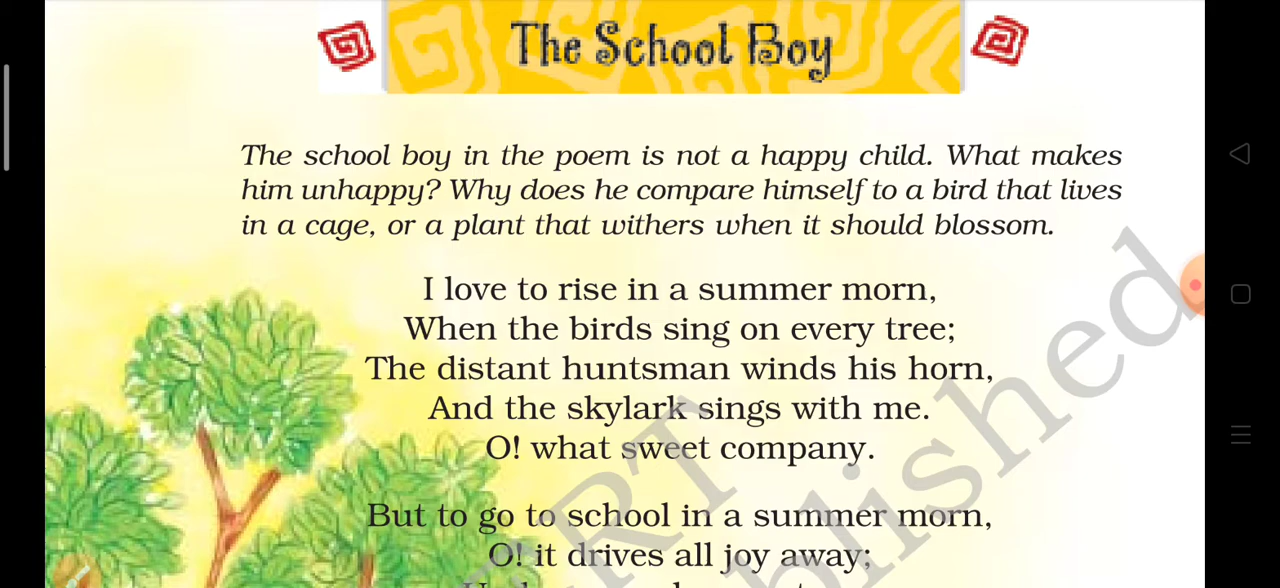 The School Boy
The school boy in the poem is not a happy child. What makes
him unhappy? Why does he compare himself to a bird that lives
in a cage, or a plant that withers when it should blossom.
I love to rise in a summer morn,
When the birds sing on every tree;
The distant huntsman winds his horn,
And the skylark sings with me.
O! what sweet company.
But to go to school in a summer morn,
O! it drives all joy away;